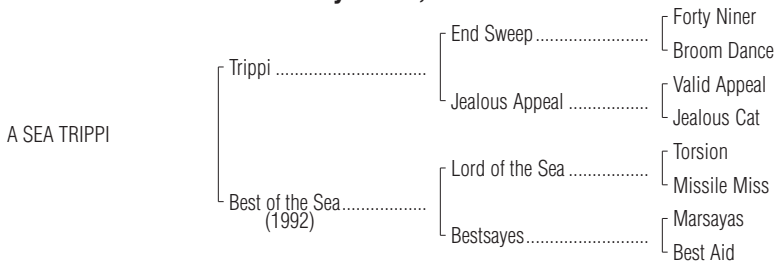 Forty Niner
End Sweep
Broom Dance
Trippi
Valid Appeal
Jealous Appeal
Jealous Cat
A SEA TRIPPI
Torsion
Lord of the Sea
Missile Miss
Best of the Sea
(1992)
Marsayas
Bestsayes
Best Aid